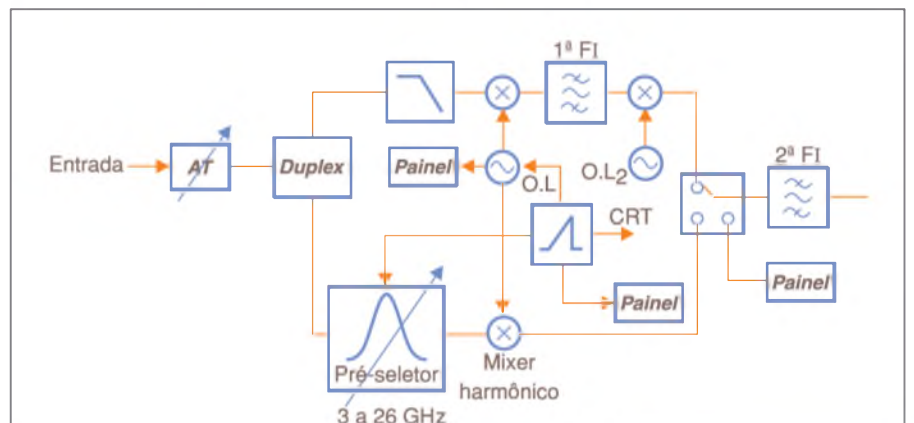 1ª FI
Entrada
AT
Duplex
Painel
O.L
O.L₂
2ª FI
CRT
Painel
Painel
Pré-seletor
Mixer
harmônico
3 a 26 GHz